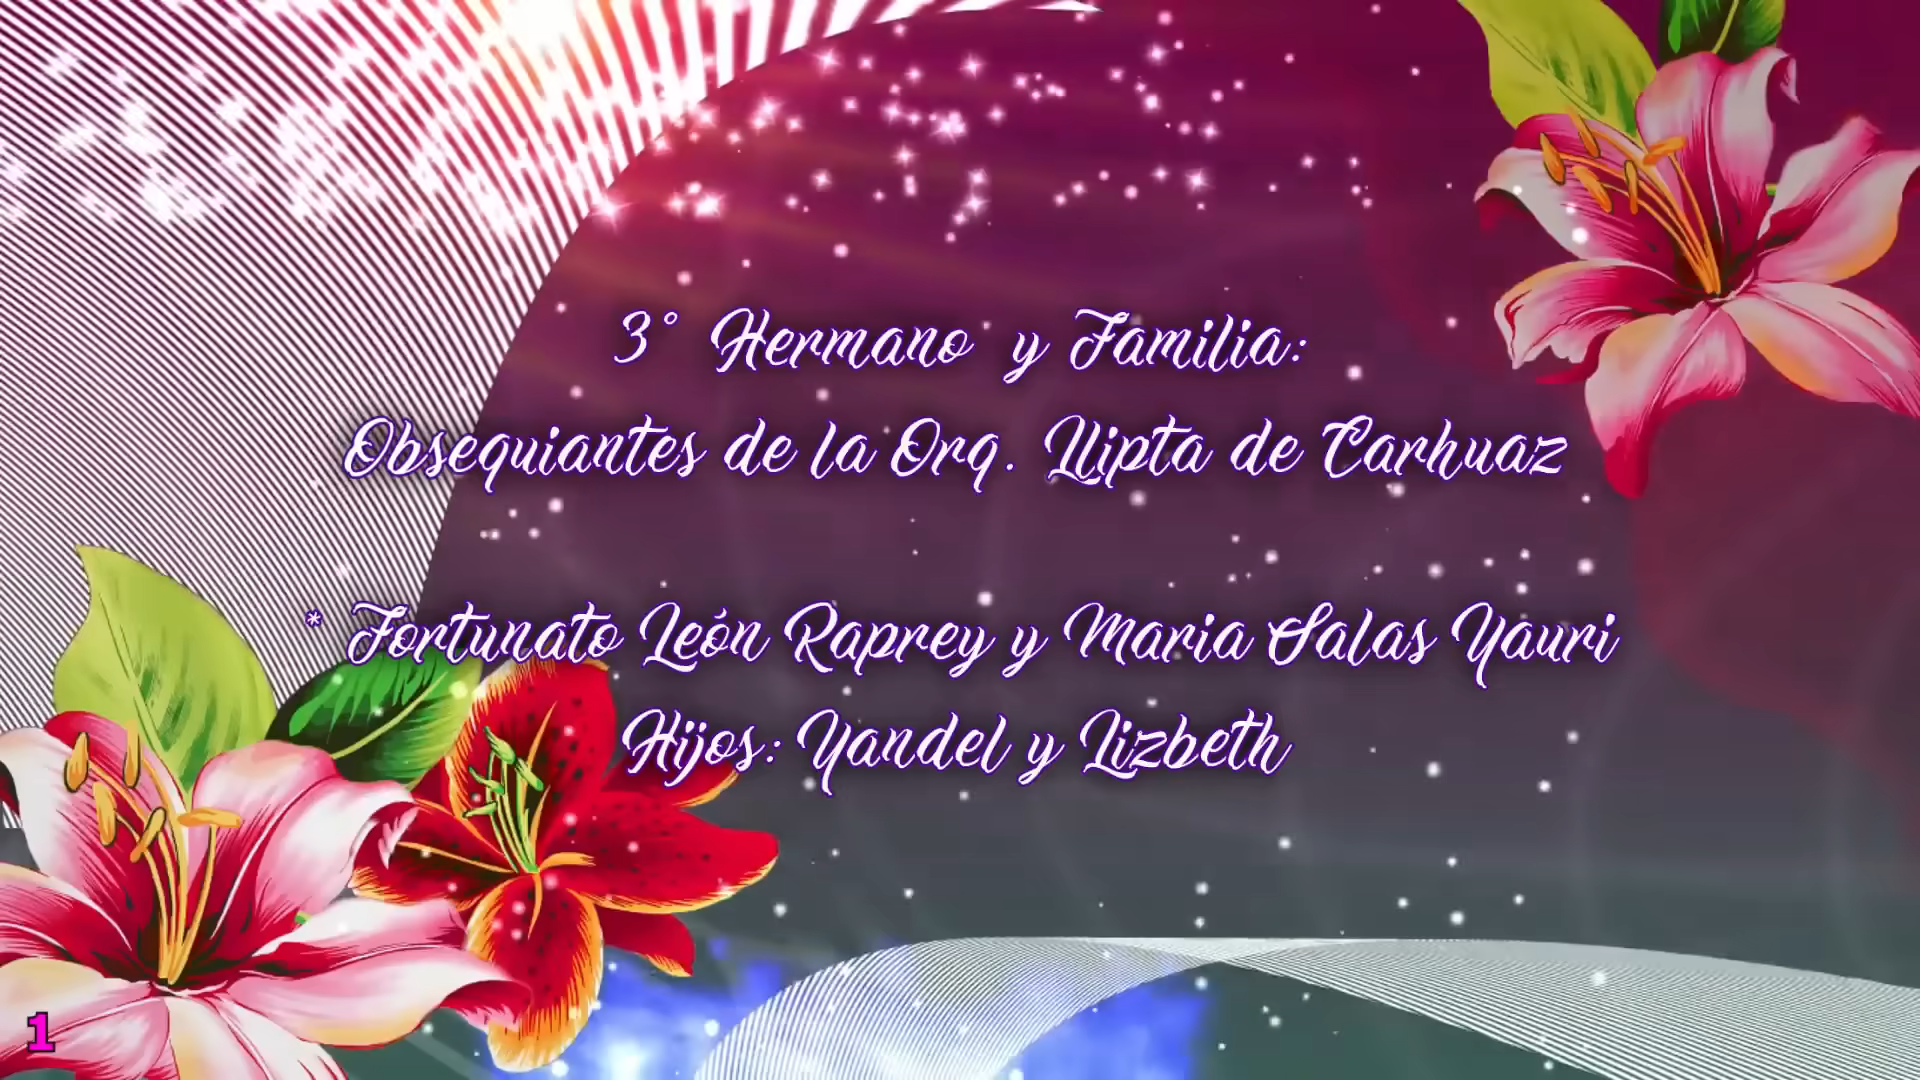 3° Hermano y Familia:
Obsequiantes de la Orq. Llipta de Carhuaz
* Fortunato León Raprey y Maria Salas Yauri
Hijos: Yandel y Lizbeth
1